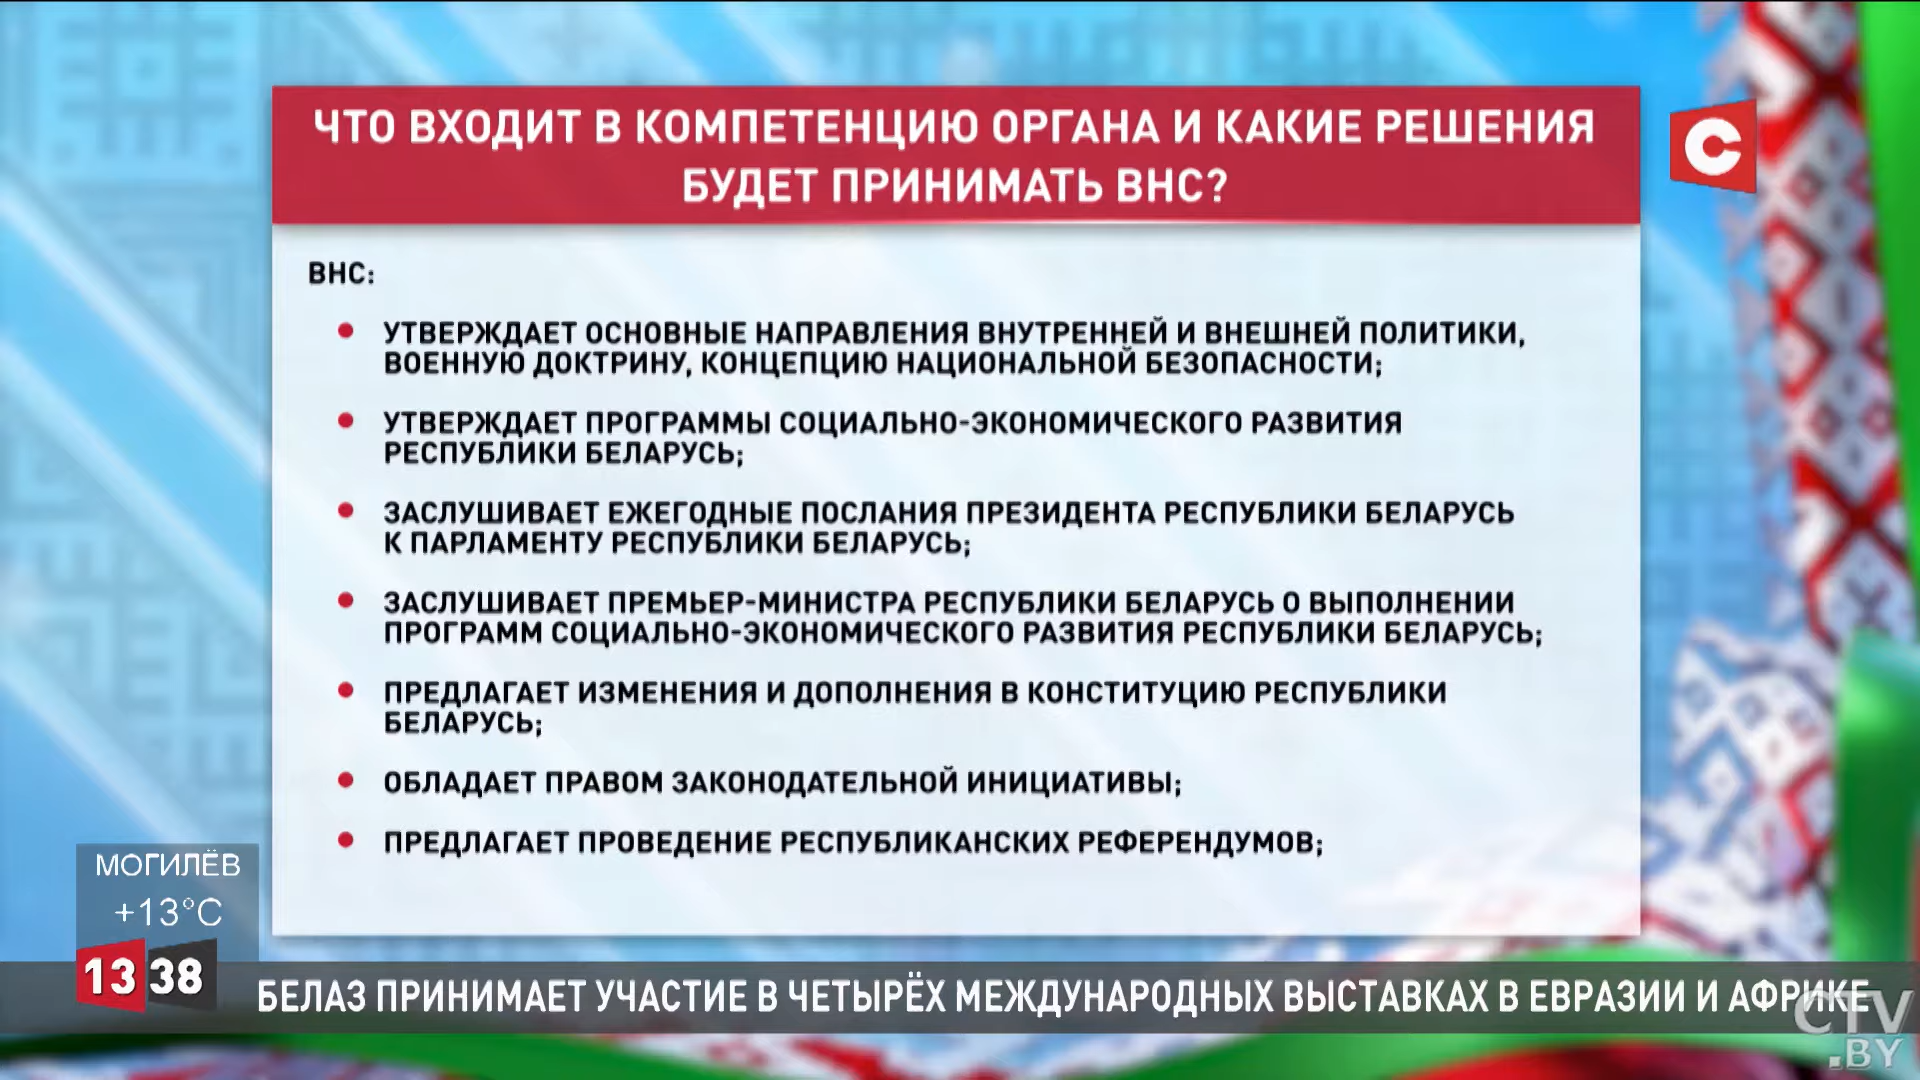 ЧТО ВХОДИТ В КОМПЕТЕНЦИЮ ОРГАНА И КАКИЕ РЕШЕНИЯ
БУДЕТ ПРИНИМАТЬ ВНС?
С
ВНС:
УТВЕРЖДАЕТ ОСНОВНЫЕ НАПРАВЛЕНИЯ ВНУТРЕННЕЙ И ВНЕШНЕЙ ПОЛИТИКИ,
ВОЕННУЮ ДОКТРИНУ, КОНЦЕПЦИЮ НАЦИОНАЛЬНОЙ БЕЗОПАСНОСТИ;
УТВЕРЖДАЕТ ПРОГРАММЫ СОЦИАЛЬНО-ЭКОНОМИЧЕСКОГО РАЗВИТИЯ
РЕСПУБЛИКИ БЕЛАРУСЬ;
ЗАСЛУШИВАЕТ ЕЖЕГОДНЫЕ ПОСЛАНИЯ ПРЕЗИДЕНТА РЕСПУБЛИКИ БЕЛАРУСЬ
К ПАРЛАМЕНТУ РЕСПУБЛИКИ БЕЛАРУСЬ;
ЗАСЛУШИВАЕТ ПРЕМЬЕР-МИНИСТРА РЕСПУБЛИКИ БЕЛАРУСЬ О ВЫПОЛНЕНИИ
ПРОГРАММ СОЦИАЛЬНО-ЭКОНОМИЧЕСКОГО РАЗВИТИЯ РЕСПУБЛИКИ БЕЛАРУСЬ;
ПРЕДЛАГАЕТ ИЗМЕНЕНИЯ И ДОПОЛНЕНИЯ В КОНСТИТУЦИЮ РЕСПУБЛИКИ
БЕЛАРУСЬ;
ОБЛАДАЕТ ПРАВОМ ЗАКОНОДАТЕЛЬНОЙ ИНИЦИАТИВЫ;
ПРЕДЛАГАЕТ ПРОВЕДЕНИЕ РЕСПУБЛИКАНСКИХ РЕФЕРЕНДУМОВ;
МОГИЛЁВ
+13°C
13 38
БЕЛАЗ ПРИНИМАЕТ УЧАСТИЕ В ЧЕТЫРЁХ МЕЖДУНАРОДНЫХ ВЫСТАВКАХ В ЕВРАЗИИ И АФРИКЕ
CTV
.BY